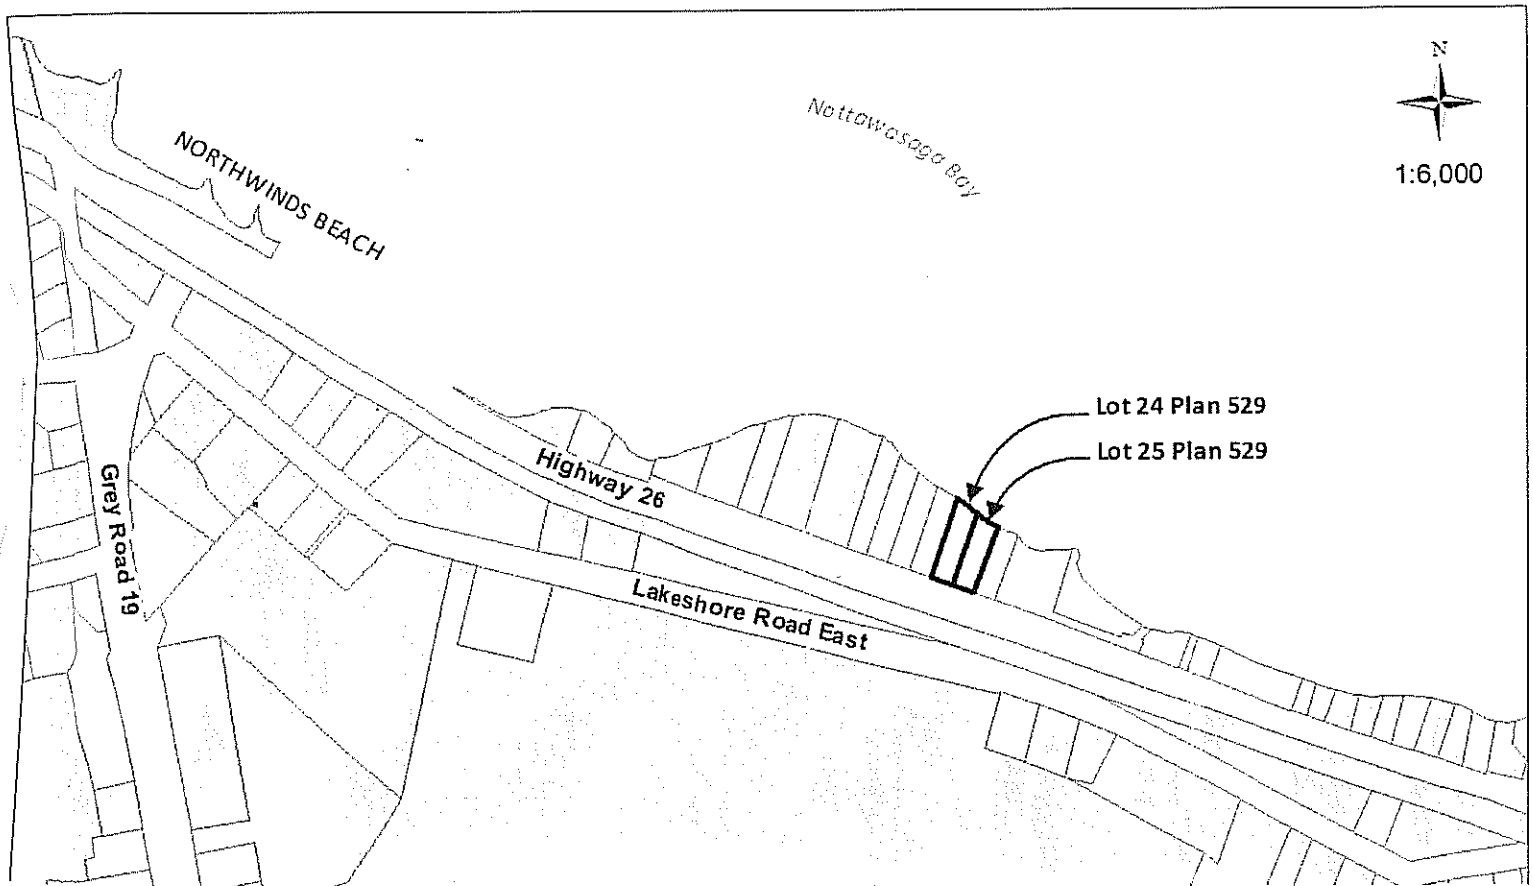 N
1:6,000
Nottawasaga Bay
NORTHWINDS BEACH
Lot 24 Plan 529
Lot 25 Plan 529
Highway 26
Grey Road 19
Lakeshore Road East